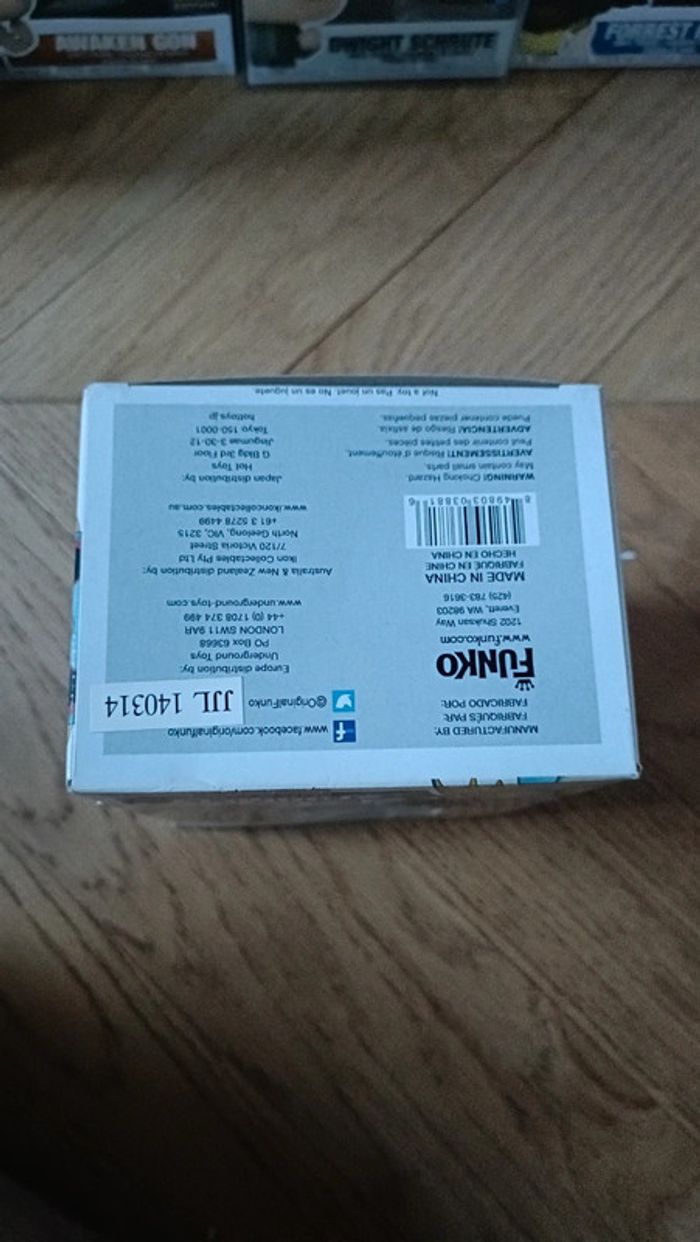 AWAKEN GON
DWIGHT SCHRUTE
FORREST
MANUFACTURED BY:
FABRIQUÉS PAR:
FABRICADO POR:
FUNKO
www.funko.com
1202 Shuksan Way
Everett, WA 98203
(425) 783-3616
MADE IN CHINA
FABRIQUÉ EN CHINE
HECHO EN CHINA
8 49803 03881 6
WARNING! Choking Hazard.
May contain small parts.
AVERTISSEMENT! Risque d'étouffement.
Peut contenir des petites pièces.
ADVERTENCIA! Riesgo de asfixia.
Puede contener piezas pequeñas.
www.facebook.com/originalfunko
@OriginalFunko
JJL 140314
Europe distribution by:
Underground Toys
PO Box 63668
LONDON SW11 9AR
+44 (0) 1708 374 499
www.underground-toys.com
Australia & New Zealand distribution by:
Ikon Collectables Pty Ltd
7/120 Victoria Street
North Geelong, VIC, 3215
+61 3 5278 4499
www.ikoncollectables.com.au
Japan distribution by:
Hot Toys
G Bldg 3rd Floor
Jingumae 3-30-12
Tokyo 150-0001
hottoys.jp
Not a toy. Pas un jouet. No es un juguete.